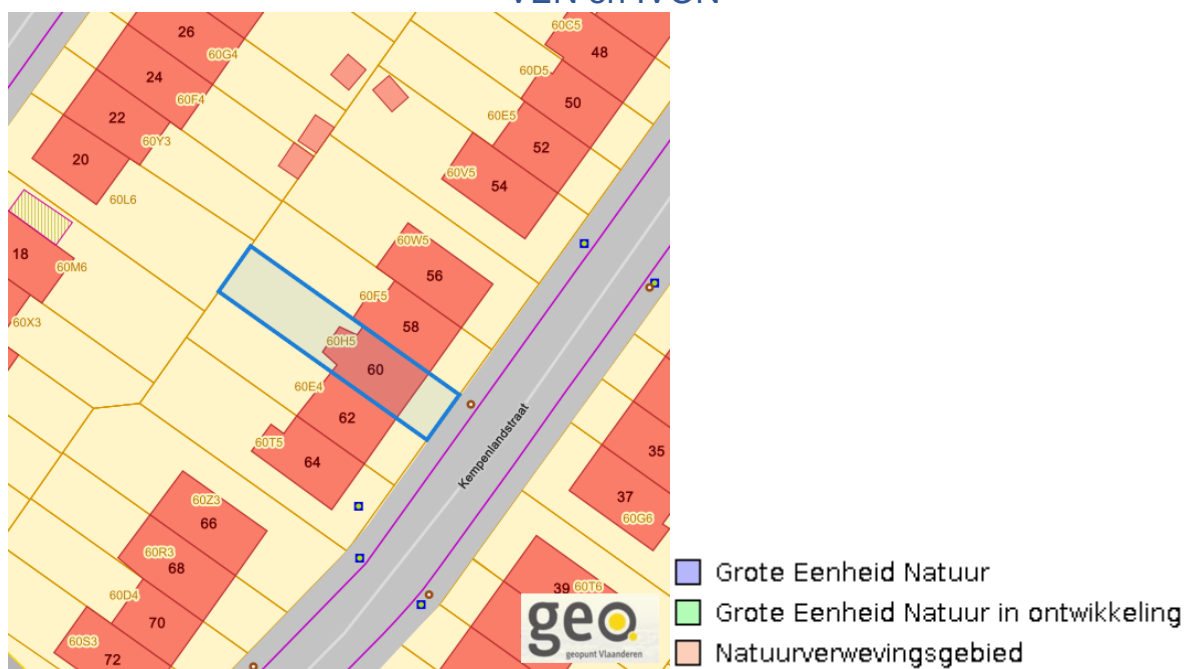 26
60G4
24
60F4
22
60Y3
20
60L6
60C5
48
60D5
50
60E5
52
60V5
54
18
60M6
60X3
60W5
56
60F5
58
60H5
60
60E4
62
60T5
64
Kempenlandstraat
35
37
60G6
60Z3
66
60R3
68
60D4
70
60S3
72
39 60T6
geo
geopunt Vlaanderen
Grote Eenheid Natuur
Grote Eenheid Natuur in ontwikkeling
Natuurverwevingsgebied